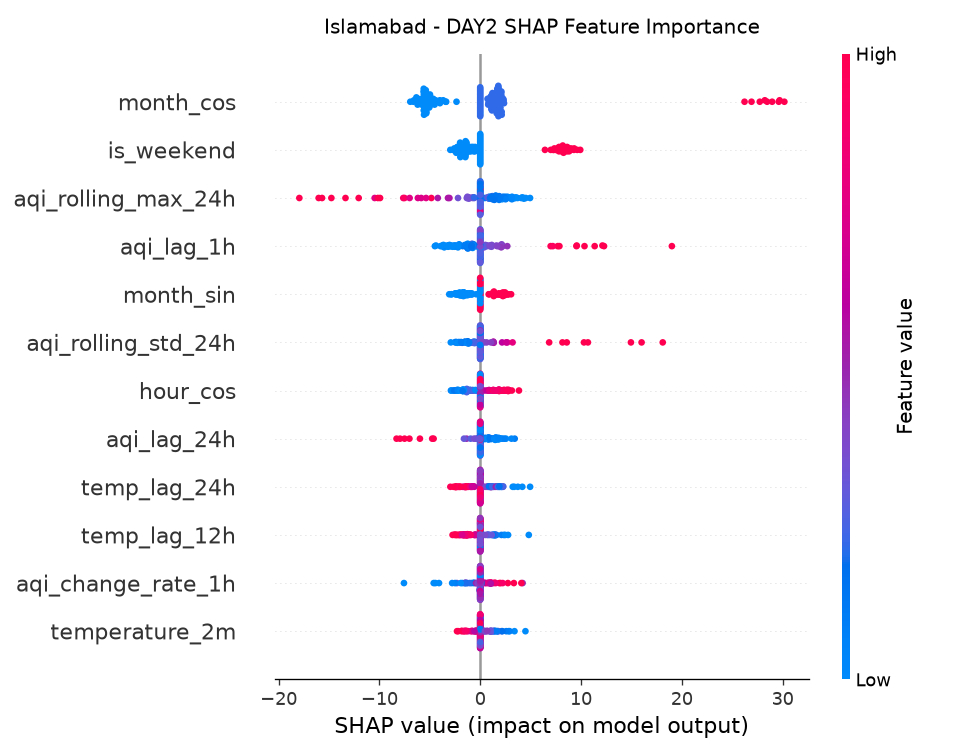 Islamabad - DAY2 SHAP Feature Importance
High
month_cos
is_weekend
aqi_rolling_max_24h
aqi_lag_1h
month_sin
aqi_rolling_std_24h
hour_cos
aqi_lag_24h
temp_lag_24h
temp_lag_12h
aqi_change_rate_1h
temperature_2m
Feature value
Low
−20 −10 0 10 20 30
SHAP value (impact on model output)